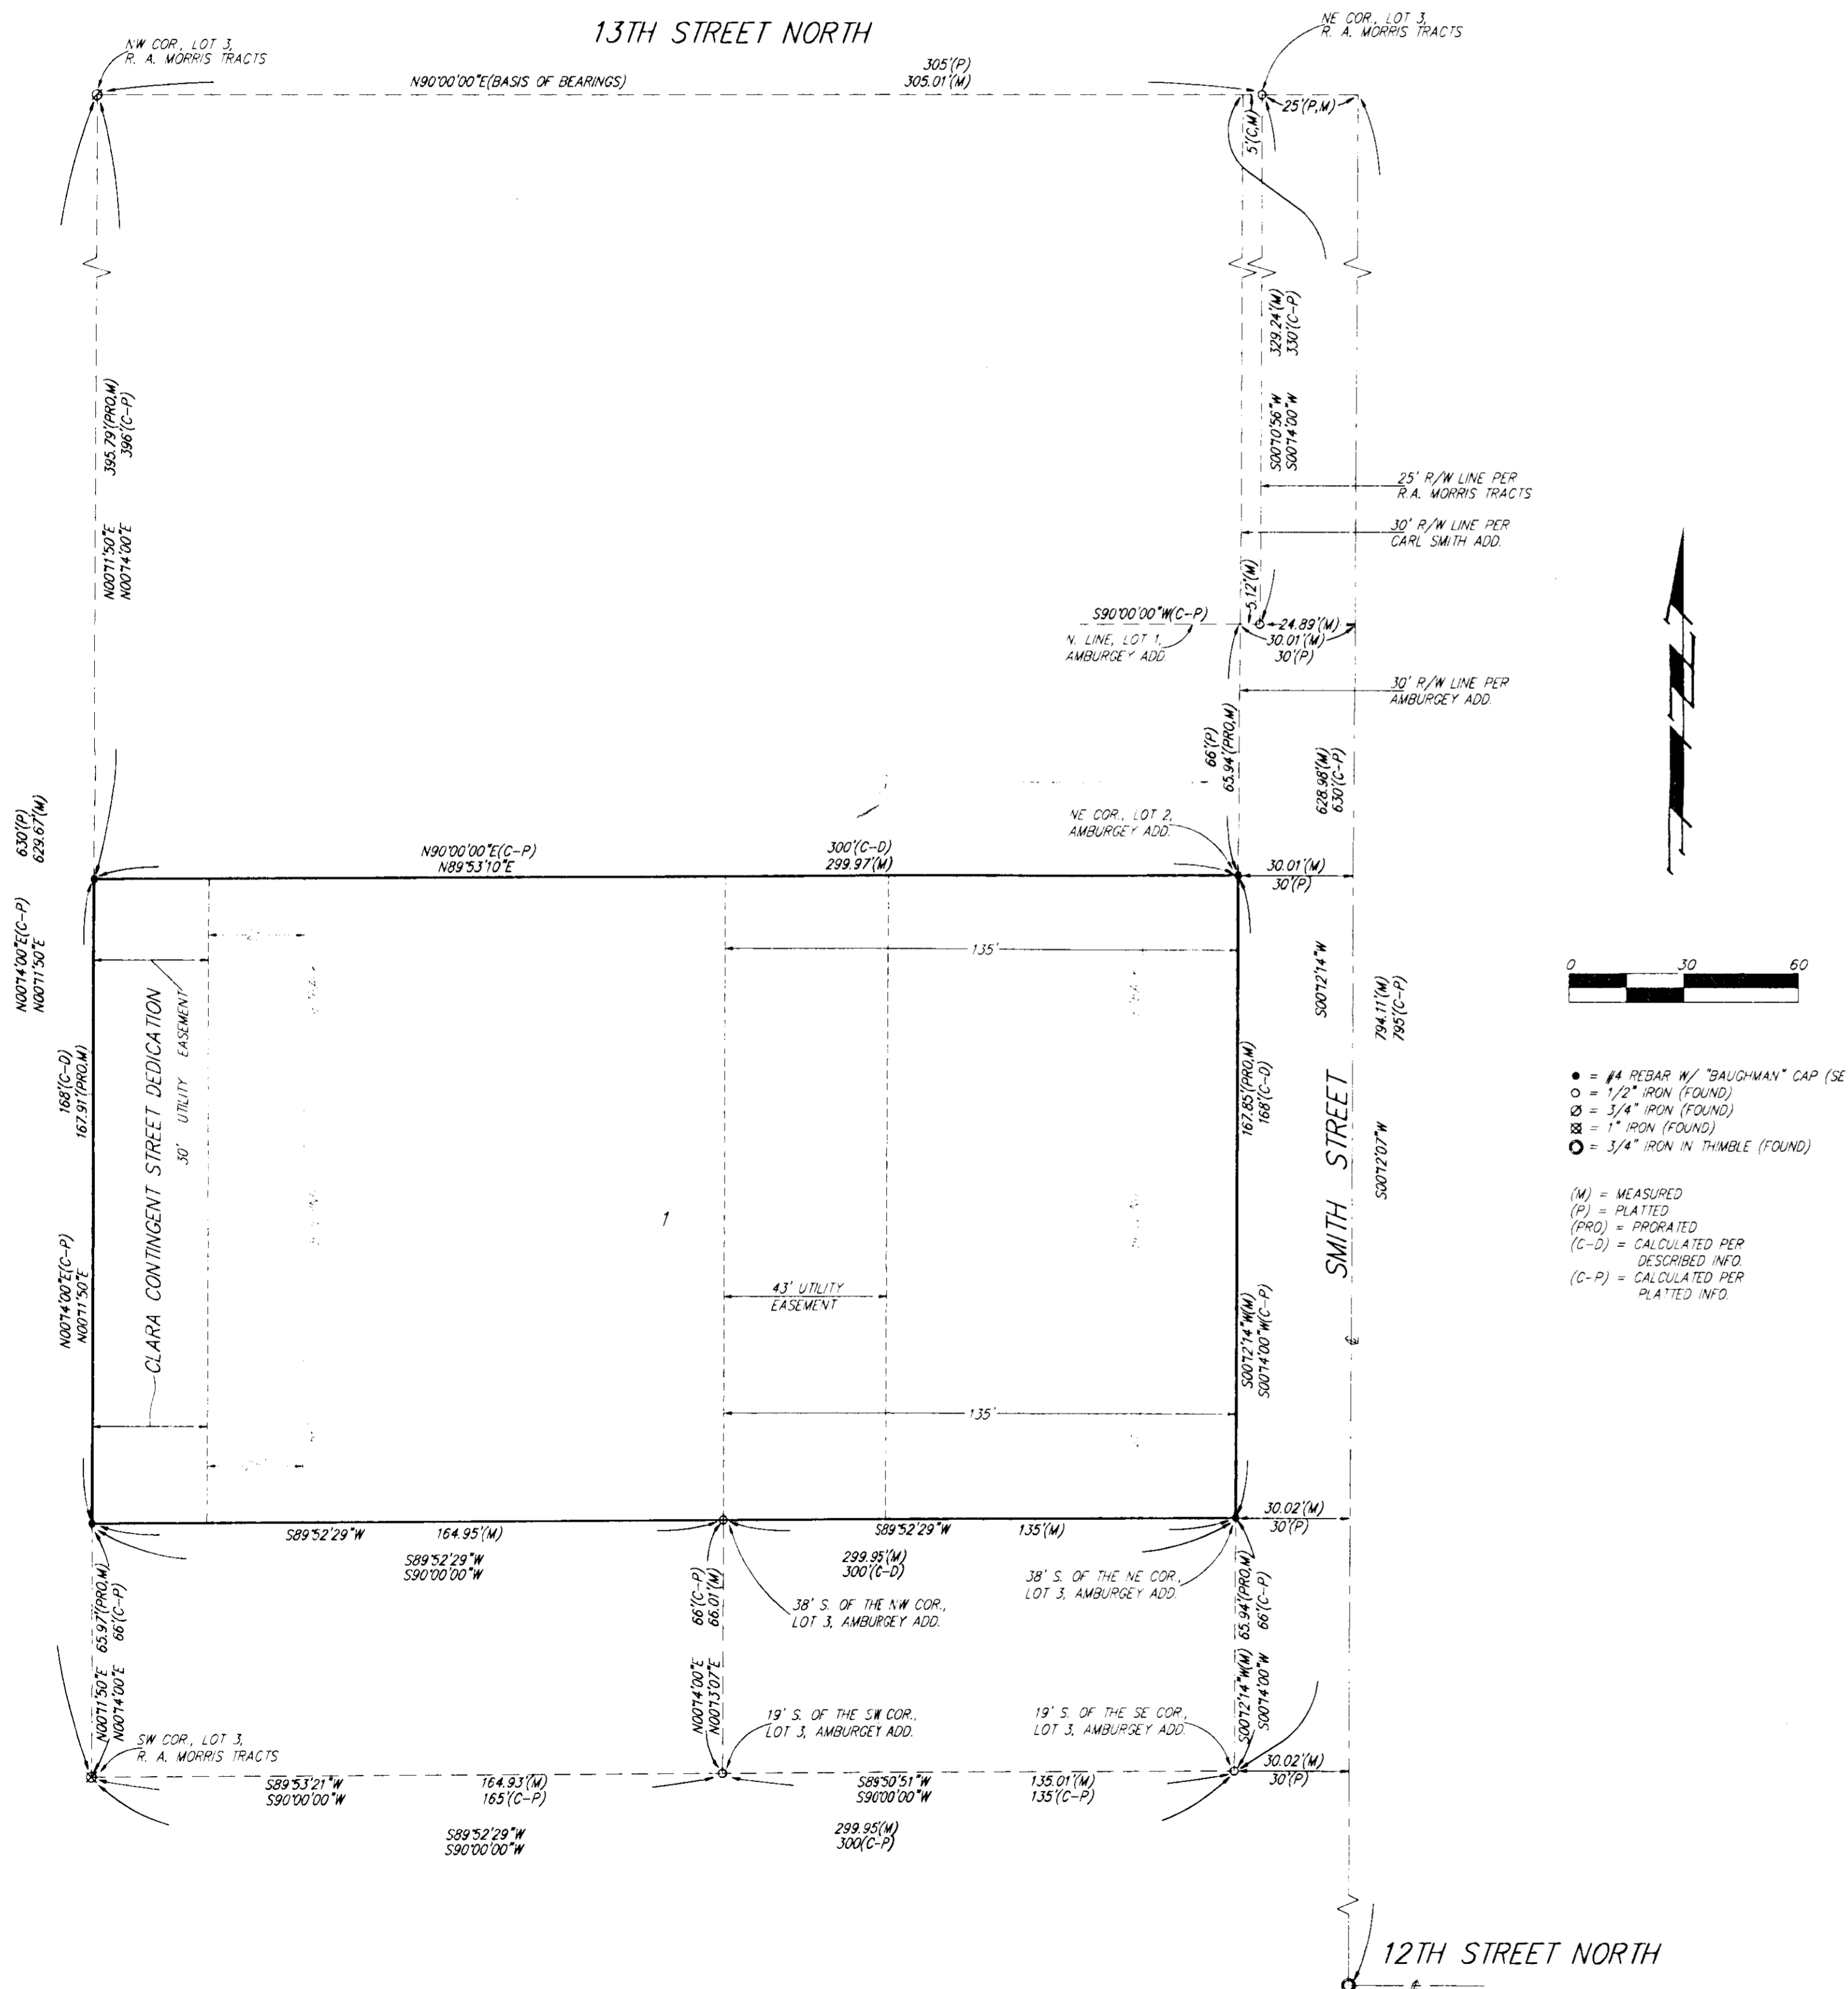 13TH STREET NORTH
NW COR., LOT 3,
R. A. MORRIS TRACTS
NE COR., LOT 3,
R. A. MORRIS TRACTS
N90°00'00"E(BASIS OF BEARINGS)
305'(P)
305.01'(M)
25'(P,M)
5'(C,M)
329.24'(M)
330'(C-P)
S00°10'56"W
S00°14'00"W
395.79'(PRO,M)
396'(C-P)
N00°11'50"E
N00°14'00"E
25' R/W LINE PER
R.A. MORRIS TRACTS
30' R/W LINE PER
CARL SMITH ADD.
5.12'(M)
S90°00'00"W(C-P)
N. LINE, LOT 1,
AMBURGEY ADD.
24.89'(M)
30.01'(M)
30'(P)
30' R/W LINE PER
AMBURGEY ADD.
66'(P)
65.94'(PRO,M)
628.98'(M)
630'(C-P)
630'(P)
629.67'(M)
NE COR., LOT 2,
AMBURGEY ADD.
N90°00'00"E(C-P)
N89°53'10"E
300'(C-D)
299.97'(M)
30.01'(M)
30'(P)
N00°14'00"E(C-P)
N00°11'50"E
135'
S00°12'14"W
794.11'(M)
795'(C-P)
0 30 60
CLARA CONTINGENT STREET DEDICATION
30' UTILITY EASEMENT
168'(C-D)
167.91'(PRO,M)
167.85'(PRO,M)
168'(C-D)
SMITH STREET
S00°12'07"W
● = #4 REBAR W/ "BAUGHMAN" CAP (SE
○ = 1/2" IRON (FOUND)
= 3/4" IRON (FOUND)
= 1" IRON (FOUND)
= 3/4" IRON IN THIMBLE (FOUND)
(M) = MEASURED
(P) = PLATTED
(PRO) = PRORATED
(C-D) = CALCULATED PER
DESCRIBED INFO.
(C-P) = CALCULATED PER
PLATTED INFO.
1
N00°14'00"E(C-P)
N00°11'50"E
43' UTILITY
EASEMENT
S00°12'14"W(M)
S00°14'00"W(C-P)
135'
30.02'(M)
30'(P)
S89°52'29"W 164.95'(M)
S89°52'29"W 135'(M)
S89°52'29"W
S90°00'00"W
299.95'(M)
300'(C-D)
65.97'(PRO,M)
66'(C-P)
66'(C-P)
66.01'(M)
38' S. OF THE NW COR.,
LOT 3, AMBURGEY ADD.
38' S. OF THE NE COR.,
LOT 3, AMBURGEY ADD.
65.94'(PRO,M)
66'(C-P)
N00°11'50"E
N00°14'00"E
N00°14'00"E
N00°13'07"E
S00°12'14"W(M)
S00°14'00"W
SW COR., LOT 3,
R. A. MORRIS TRACTS
19' S. OF THE SW COR.,
LOT 3, AMBURGEY ADD.
19' S. OF THE SE COR.,
LOT 3, AMBURGEY ADD.
30.02'(M)
30'(P)
S89°53'21"W 164.93'(M)
S90°00'00"W 165'(C-P)
S89°50'51"W 135.01'(M)
S90°00'00"W 135'(C-P)
S89°52'29"W
S90°00'00"W
299.95'(M)
300(C-P)
12TH STREET NORTH